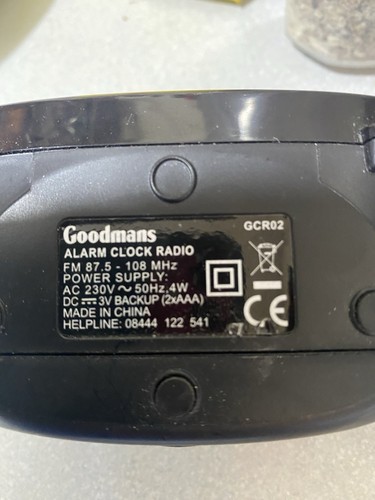 Goodmans
GCR02
ALARM CLOCK RADIO
FM 87.5 - 108 MHz
POWER SUPPLY:
AC 230V ~ 50Hz,4W
DC ⎓ 3V BACKUP (2xAAA)
MADE IN CHINA
HELPLINE: 08444 122 541
CE